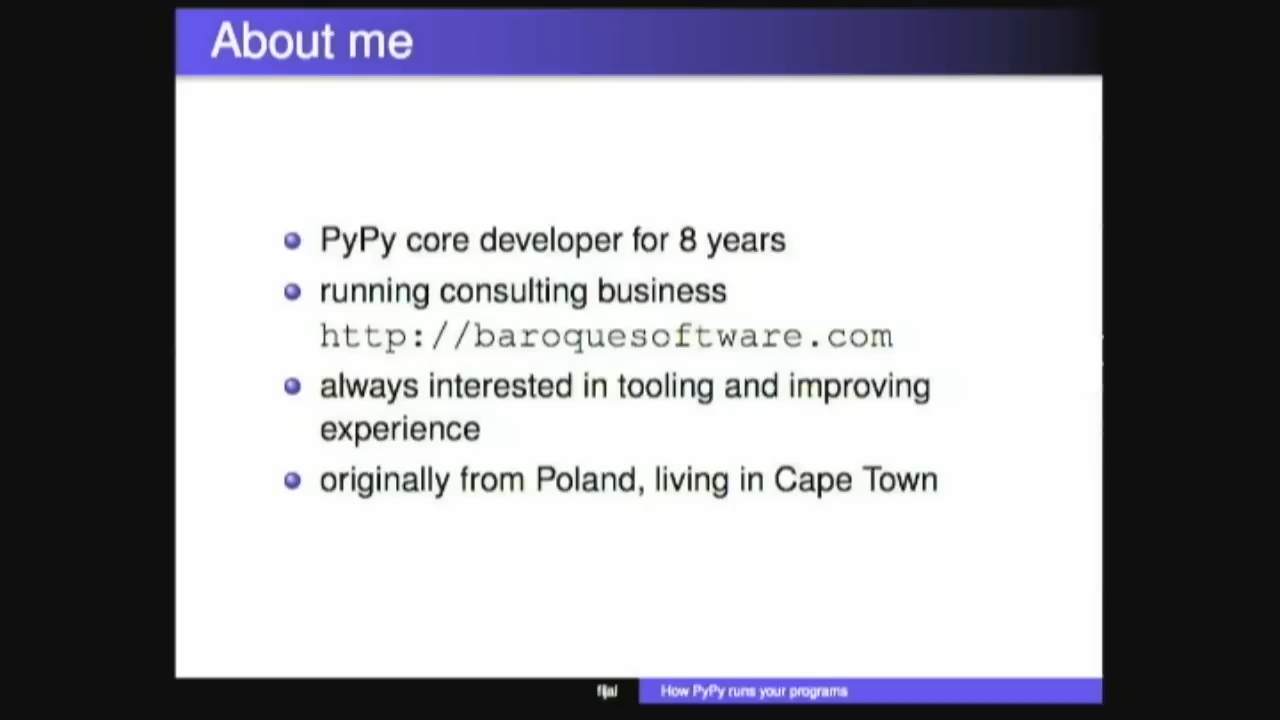 About me
PyPy core developer for 8 years
running consulting business
http://baroquesoftware.com
always interested in tooling and improving
experience
originally from Poland, living in Cape Town
fijal
How PyPy runs your programs